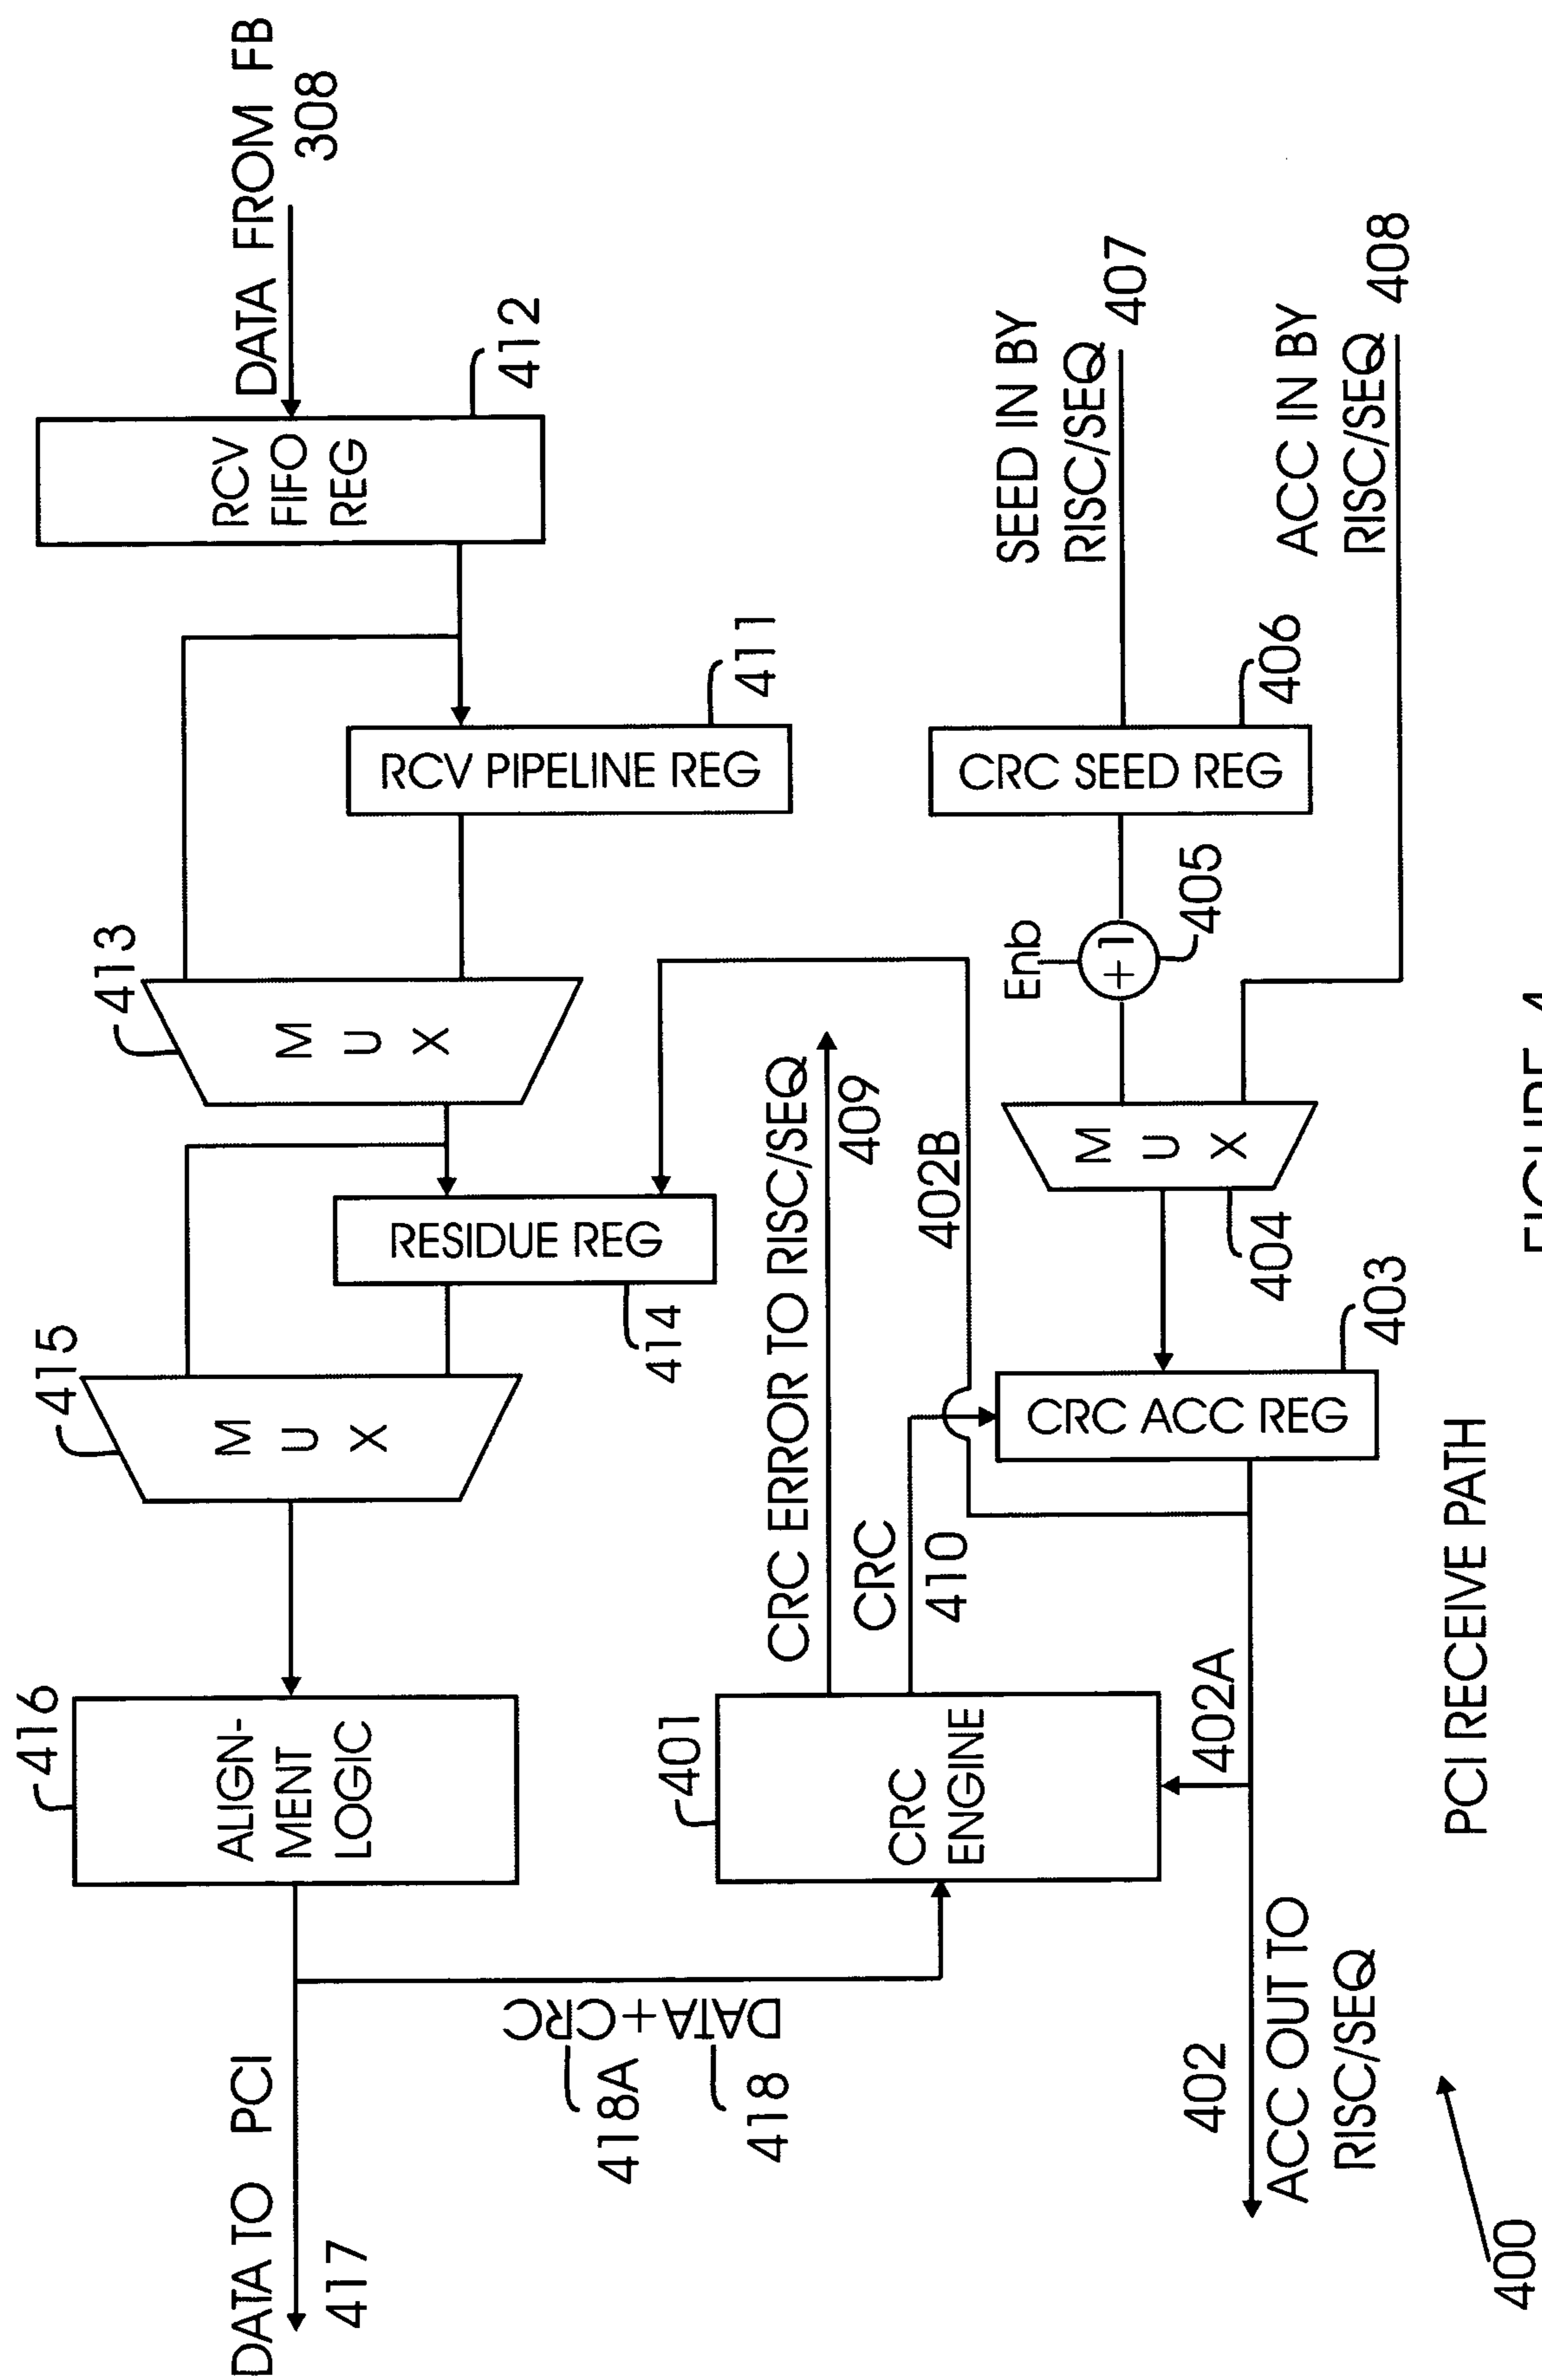 DATA FROM FB
308
RCV
FIFO
REG
412
RCV PIPELINE REG
411
413
M
U
X
RESIDUE REG
414
415
M
U
X
416
ALIGN-
MENT
LOGIC
DATA TO PCI
417
DATA+CRC
418A
418
401
CRC
ENGINE
CRC ERROR TO RISC/SEQ
409
CRC
410
402A
402B
402
ACC OUT TO
RISC/SEQ
CRC ACC REG
403
M
U
X
404
Enb
+1
405
CRC SEED REG
406
SEED IN BY
RISC/SEQ
407
ACC IN BY
RISC/SEQ
408
PCI RECEIVE PATH
400
FIGURE 4